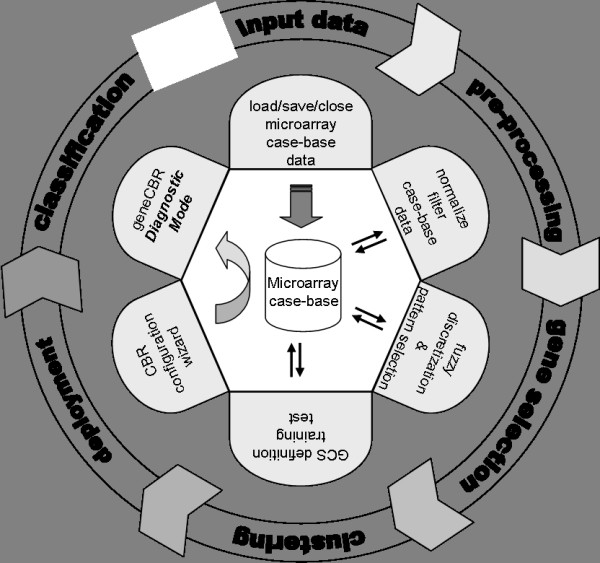 Input data
pre-processing
gene selection
clustering
deployment
classification
load/save/close
microarray
case-base
data
normalize
filter
case-base
data
fuzzy
discretization
&
pattern selection
GCS definition
training
test
CBR
configuration
wizard
geneCBR
Diagnostic
Mode
Microarray
case-base